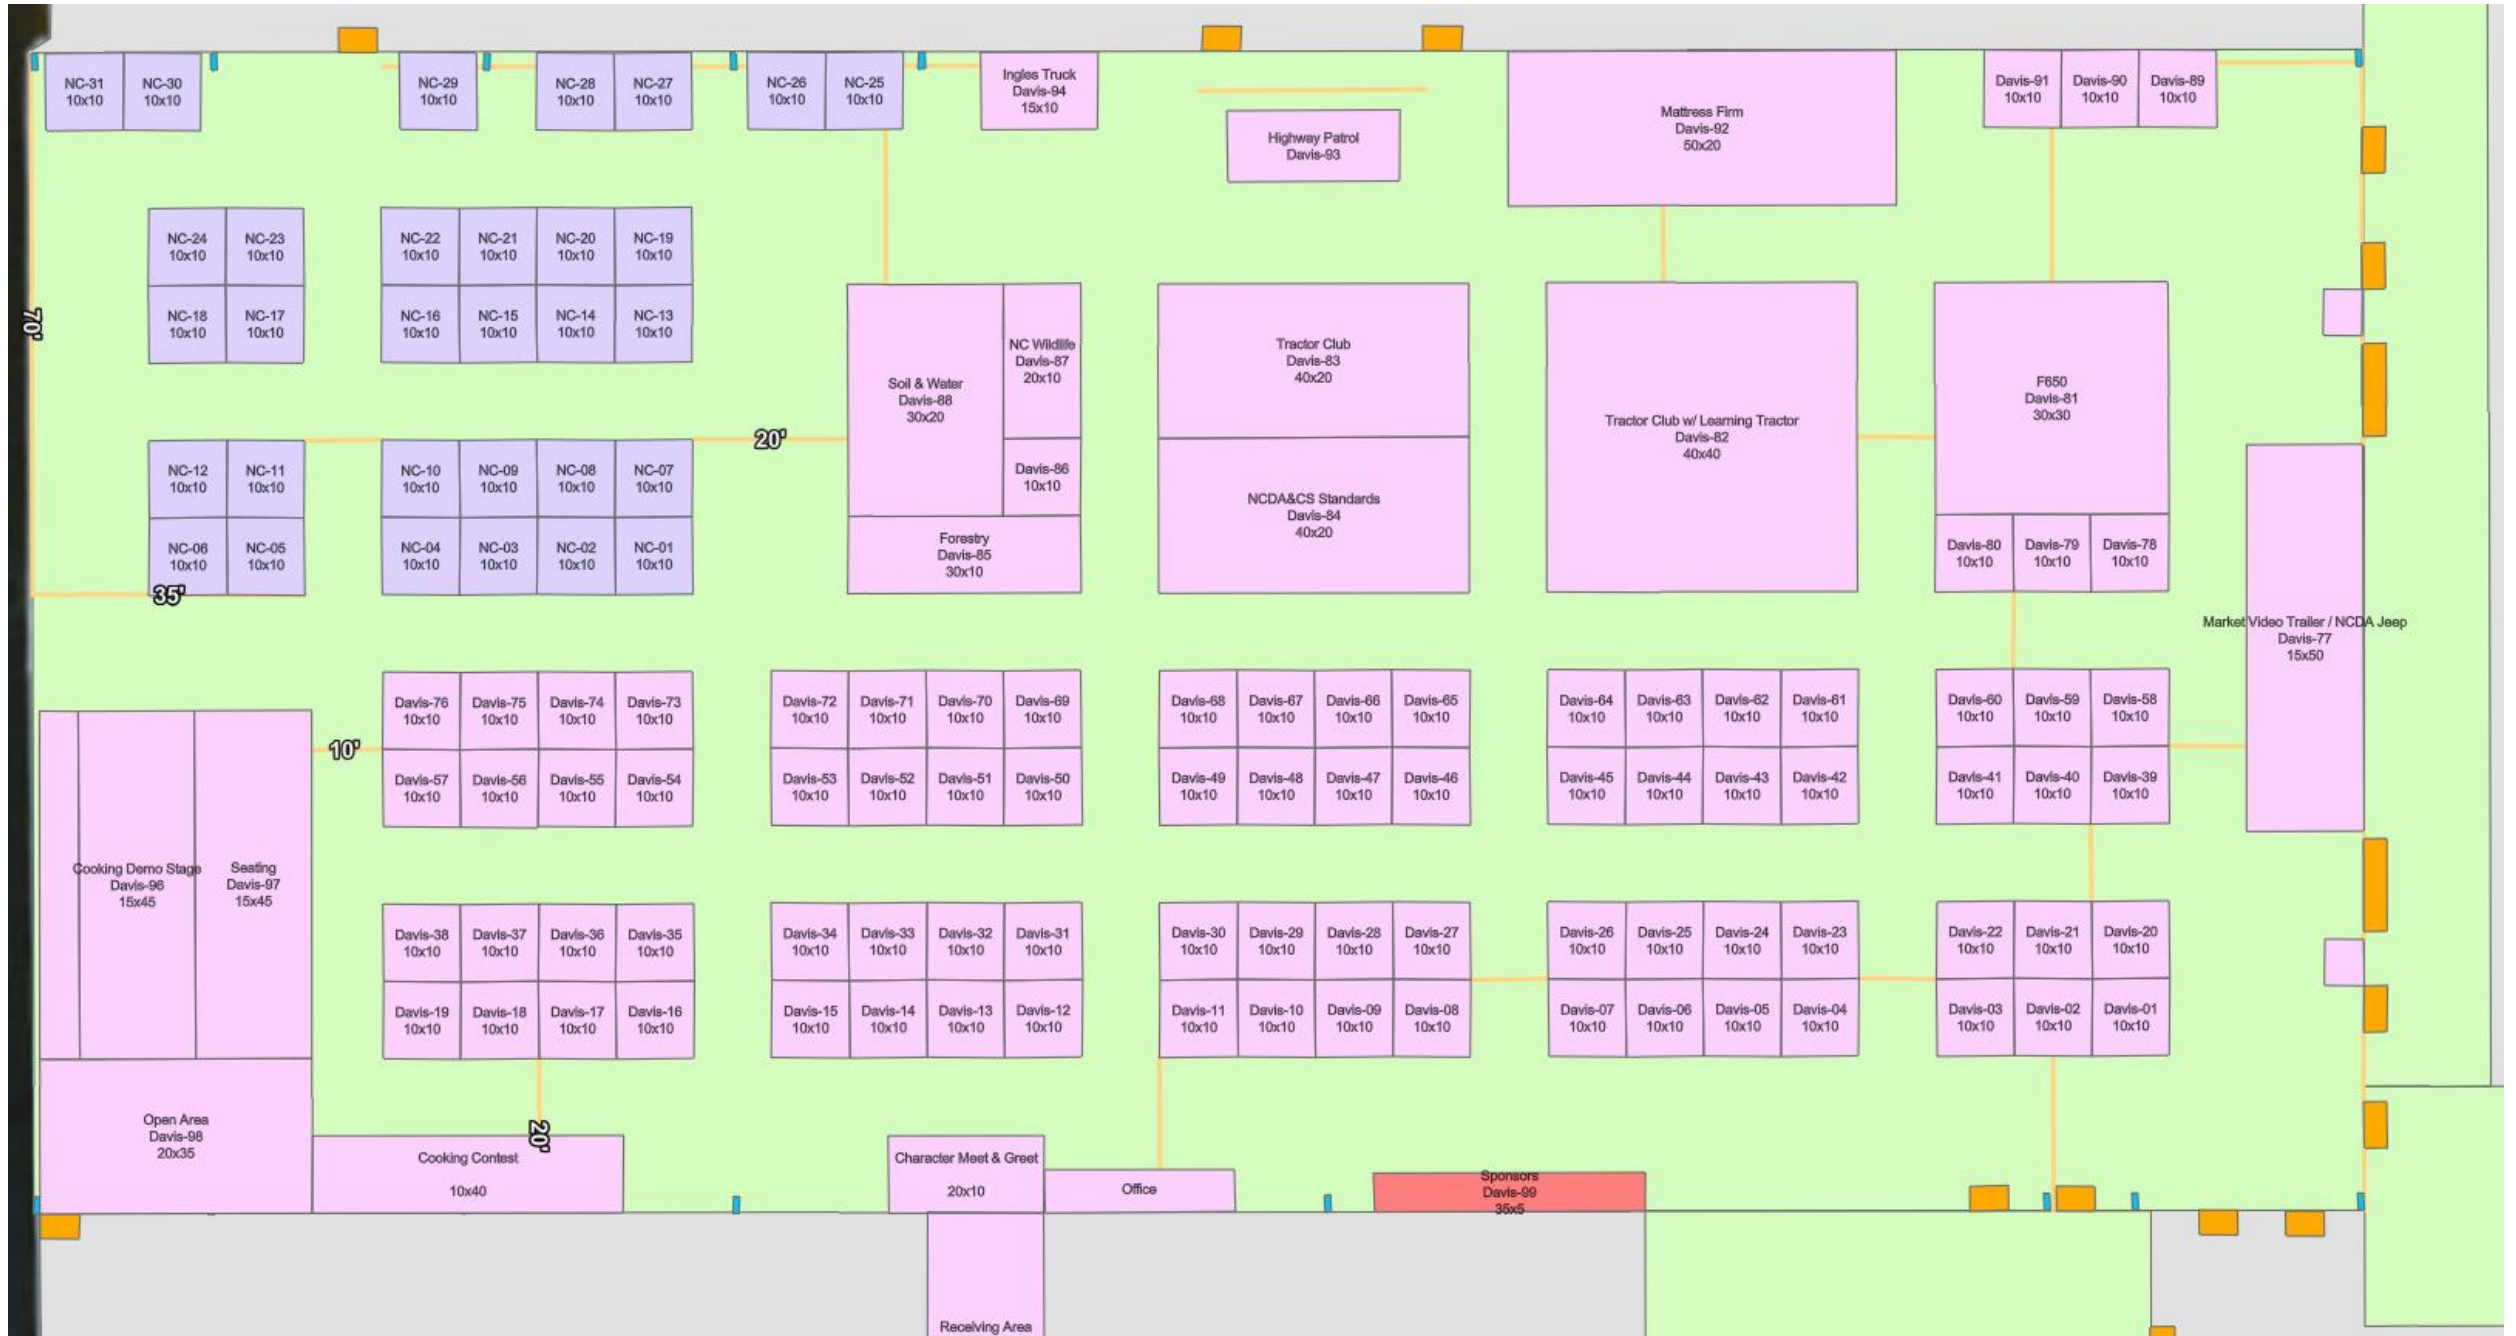 NC-31
10x10
NC-30
10x10
NC-29
10x10
NC-28
10x10
NC-27
10x10
NC-26
10x10
NC-25
10x10
Ingles Truck
Davis-94
15x10
Highway Patrol
Davis-93
Mattress Firm
Davis-92
50x20
Davis-91
10x10
Davis-90
10x10
Davis-89
10x10
NC-24
10x10
NC-23
10x10
NC-22
10x10
NC-21
10x10
NC-20
10x10
NC-19
10x10
NC-18
10x10
NC-17
10x10
NC-16
10x10
NC-15
10x10
NC-14
10x10
NC-13
10x10
70'
Soil & Water
Davis-88
30x20
NC Wildlife
Davis-87
20x10
Tractor Club
Davis-83
40x20
Tractor Club w/ Learning Tractor
Davis-82
40x40
F650
Davis-81
30x30
20'
NC-12
10x10
NC-11
10x10
NC-10
10x10
NC-09
10x10
NC-08
10x10
NC-07
10x10
Davis-86
10x10
NCDA&CS Standards
Davis-84
40x20
NC-06
10x10
NC-05
10x10
NC-04
10x10
NC-03
10x10
NC-02
10x10
NC-01
10x10
Forestry
Davis-85
30x10
Davis-80
10x10
Davis-79
10x10
Davis-78
10x10
35'
Market Video Trailer / NCDA Jeep
Davis-77
15x50
Davis-76
10x10
Davis-75
10x10
Davis-74
10x10
Davis-73
10x10
Davis-72
10x10
Davis-71
10x10
Davis-70
10x10
Davis-69
10x10
Davis-68
10x10
Davis-67
10x10
Davis-66
10x10
Davis-65
10x10
Davis-64
10x10
Davis-63
10x10
Davis-62
10x10
Davis-61
10x10
Davis-60
10x10
Davis-59
10x10
Davis-58
10x10
10'
Davis-57
10x10
Davis-56
10x10
Davis-55
10x10
Davis-54
10x10
Davis-53
10x10
Davis-52
10x10
Davis-51
10x10
Davis-50
10x10
Davis-49
10x10
Davis-48
10x10
Davis-47
10x10
Davis-46
10x10
Davis-45
10x10
Davis-44
10x10
Davis-43
10x10
Davis-42
10x10
Davis-41
10x10
Davis-40
10x10
Davis-39
10x10
Cooking Demo Stage
Davis-96
15x45
Seating
Davis-97
15x45
Davis-38
10x10
Davis-37
10x10
Davis-36
10x10
Davis-35
10x10
Davis-34
10x10
Davis-33
10x10
Davis-32
10x10
Davis-31
10x10
Davis-30
10x10
Davis-29
10x10
Davis-28
10x10
Davis-27
10x10
Davis-26
10x10
Davis-25
10x10
Davis-24
10x10
Davis-23
10x10
Davis-22
10x10
Davis-21
10x10
Davis-20
10x10
Davis-19
10x10
Davis-18
10x10
Davis-17
10x10
Davis-16
10x10
Davis-15
10x10
Davis-14
10x10
Davis-13
10x10
Davis-12
10x10
Davis-11
10x10
Davis-10
10x10
Davis-09
10x10
Davis-08
10x10
Davis-07
10x10
Davis-06
10x10
Davis-05
10x10
Davis-04
10x10
Davis-03
10x10
Davis-02
10x10
Davis-01
10x10
Open Area
Davis-98
20x35
20'
Cooking Contest
10x40
Character Meet & Greet
20x10
Office
Sponsors
Davis-99
35x5
Receiving Area